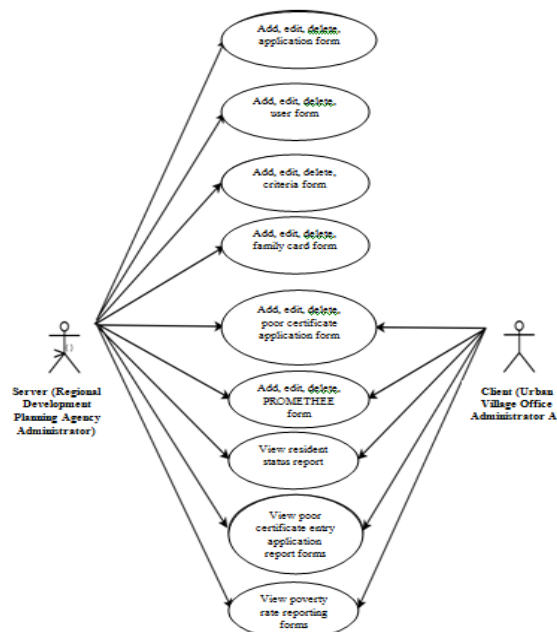 Add, edit, delete,
application form
Add, edit, delete,
user form
Add, edit, delete,
criteria form
Add, edit, delete,
family card form
Add, edit, delete,
poor certificate
application form
Server (Regional
Development
Planning Agency
Administrator)
Client (Urban
Village Office
Administrator A
Add, edit, delete,
PROMETHEE
form
View resident
status report
View poor
certificate entry
application
report forms
View poverty
rate reporting
forms